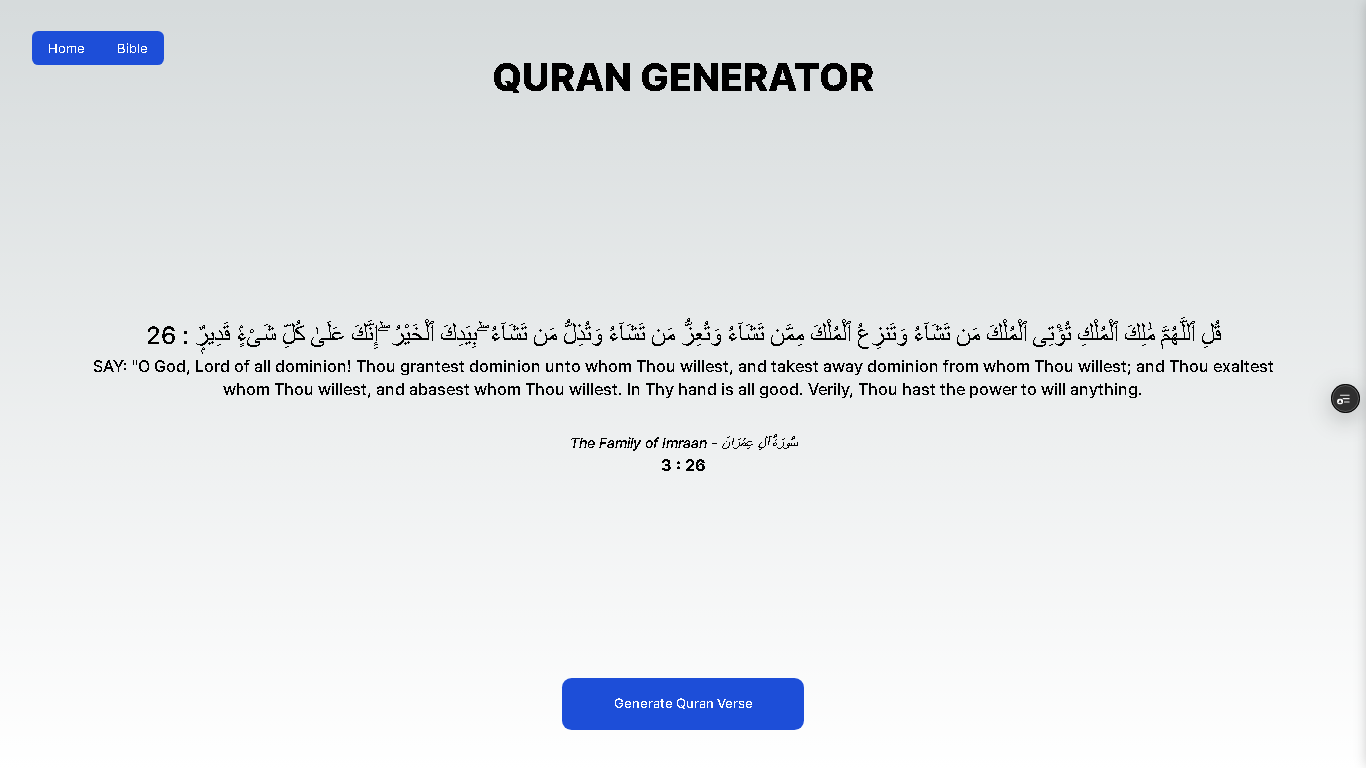 Home Bible
QURAN GENERATOR
قُلِ ٱللَّهُمَّ مَٰلِكَ ٱلْمُلْكِ تُؤْتِى ٱلْمُلْكَ مَن تَشَآءُ وَتَنزِعُ ٱلْمُلْكَ مِمَّن تَشَآءُ وَتُعِزُّ مَن تَشَآءُ وَتُذِلُّ مَن تَشَآءُ ۖ بِيَدِكَ ٱلْخَيْرُ ۖ إِنَّكَ عَلَىٰ كُلِّ شَىْءٍۢ قَدِيرٌۭ : 26
SAY: "O God, Lord of all dominion! Thou grantest dominion unto whom Thou willest, and takest away dominion from whom Thou willest; and Thou exaltest
whom Thou willest, and abasest whom Thou willest. In Thy hand is all good. Verily, Thou hast the power to will anything.
The Family of Imraan - سُورَةُ آلِ عِمۡرَانَ
3 : 26
Generate Quran Verse